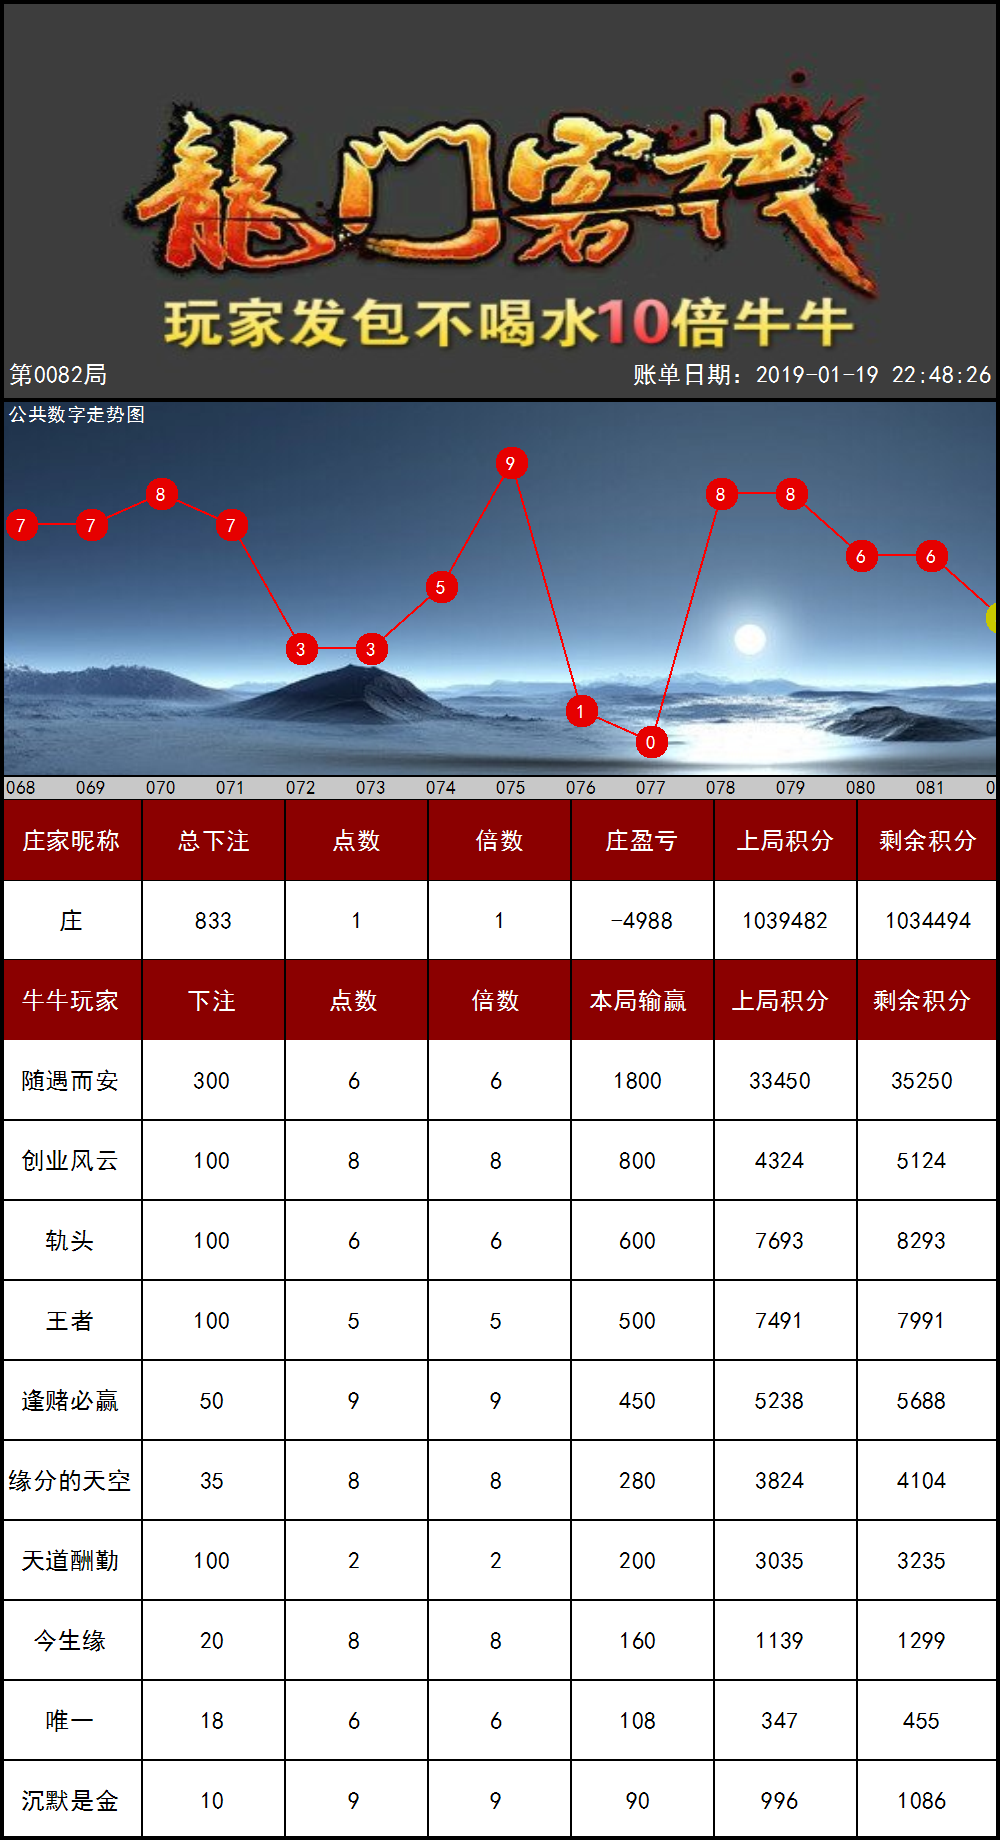 龍门客栈
玩家发包不喝水10倍牛牛
第0082局 账单日期：2019-01-19 22:48:26
公共数字走势图
7 7 8 7 3 3 5 9 1 0 8 8 6 6
068 069 070 071 072 073 074 075 076 077 078 079 080 081 0
庄家昵称 总下注 点数 倍数 庄盈亏 上局积分 剩余积分
庄 833 1 1 -4988 1039482 1034494
牛牛玩家 下注 点数 倍数 本局输赢 上局积分 剩余积分
随遇而安 300 6 6 1800 33450 35250
创业风云 100 8 8 800 4324 5124
轨头 100 6 6 600 7693 8293
王者 100 5 5 500 7491 7991
逢赌必赢 50 9 9 450 5238 5688
缘分的天空 35 8 8 280 3824 4104
天道酬勤 100 2 2 200 3035 3235
今生缘 20 8 8 160 1139 1299
唯一 18 6 6 108 347 455
沉默是金 10 9 9 90 996 1086